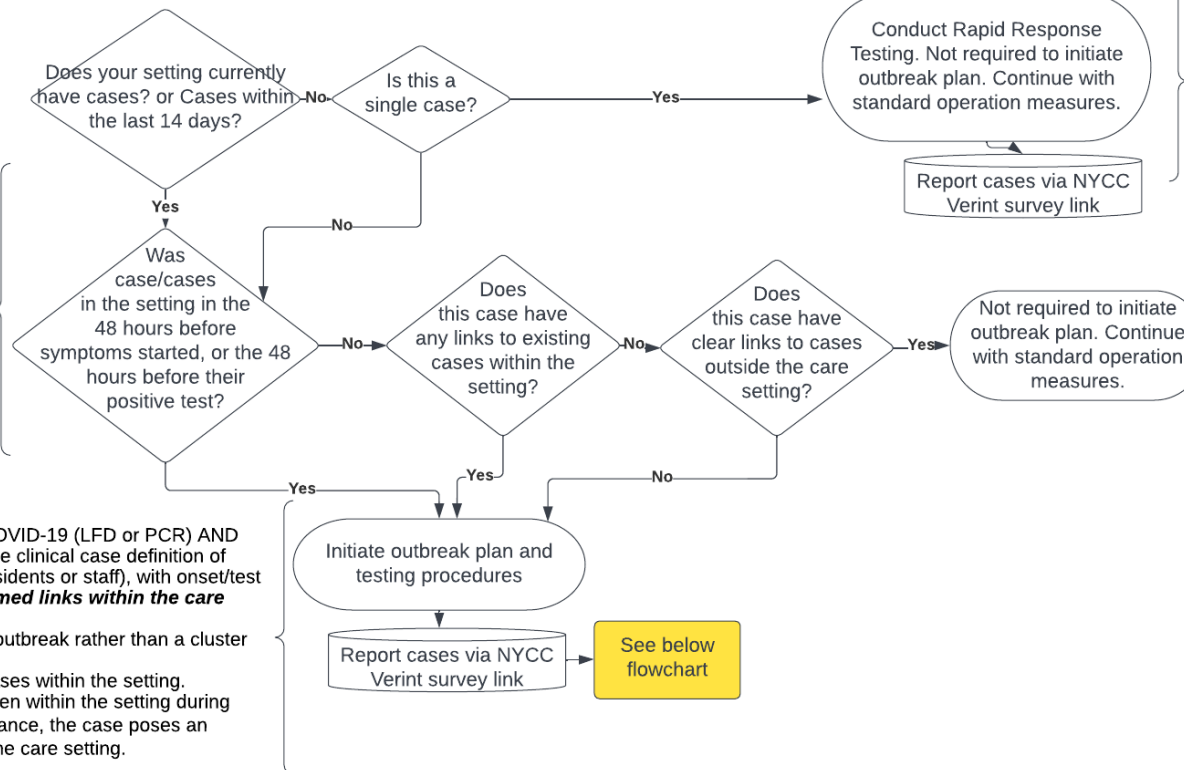 Does your setting currently
have cases? or Cases within
the last 14 days?
No
Is this a
single case?
Yes
Conduct Rapid Response
Testing. Not required to initiate
outbreak plan. Continue with
standard operation measures.
Report cases via NYCC
Verint survey link
Yes
No
Was
case/cases
in the setting in the
48 hours before
symptoms started, or the 48
hours before their
positive test?
No
Does
this case have
any links to existing
cases within the
setting?
No
Does
this case have
clear links to cases
outside the care
setting?
Yes
Not required to initiate
outbreak plan. Continue
with standard operation
measures.
Yes
Yes
No
OVID-19 (LFD or PCR) AND
e clinical case definition of
sidents or staff), with onset/test
med links within the care
outbreak rather than a cluster
ses within the setting.
en within the setting during
ance, the case poses an
ne care setting.
Initiate outbreak plan and
testing procedures
Report cases via NYCC
Verint survey link
See below
flowchart